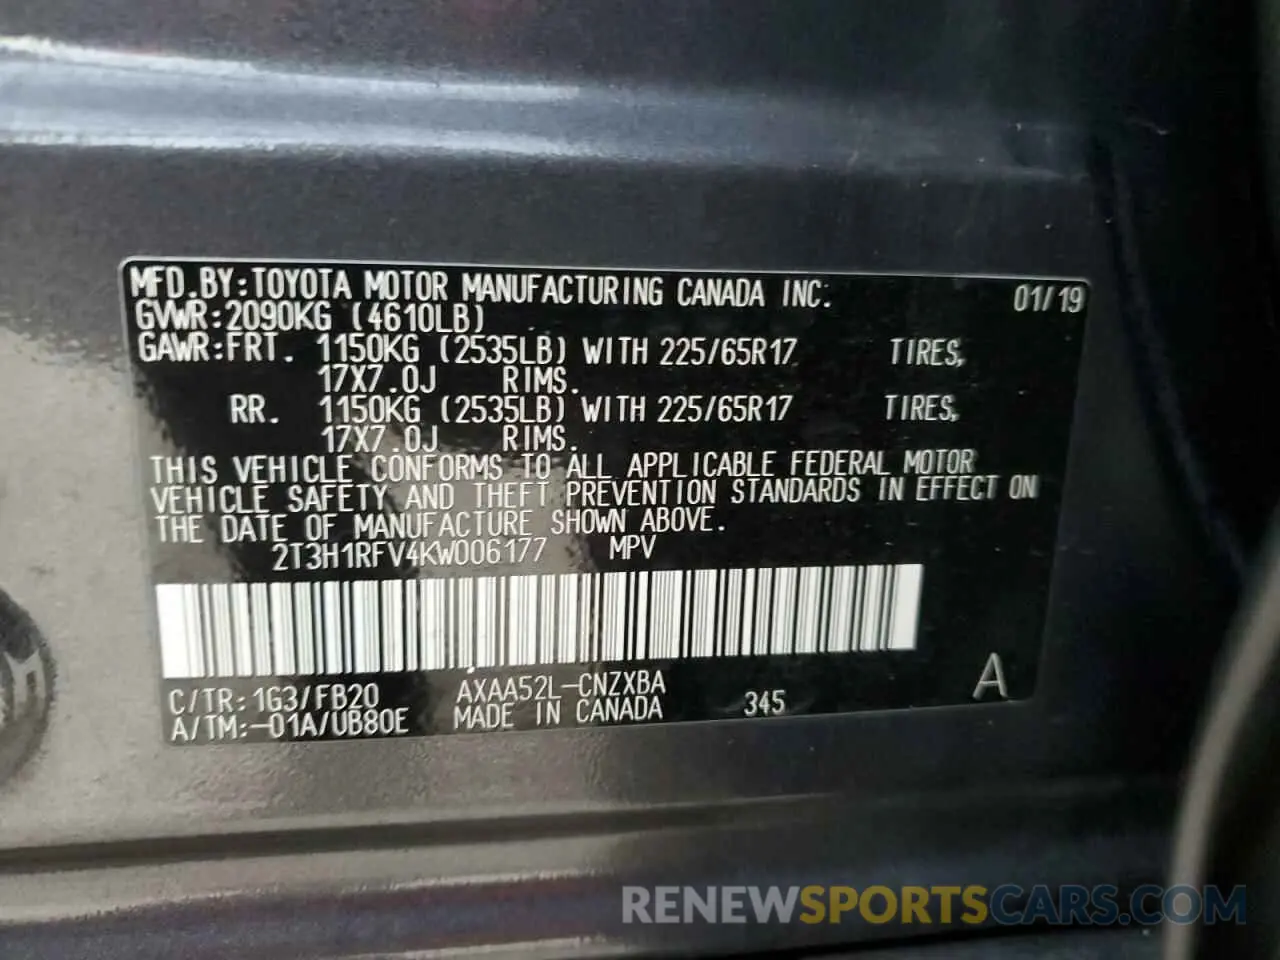 MFD.BY:TOYOTA MOTOR MANUFACTURING CANADA INC. 01/19
GVWR:2090KG (4610LB)
GAWR:FRT. 1150KG (2535LB) WITH 225/65R17 TIRES,
17X7.0J RIMS.
RR. 1150KG (2535LB) WITH 225/65R17 TIRES,
17X7.0J RIMS.
THIS VEHICLE CONFORMS TO ALL APPLICABLE FEDERAL MOTOR
VEHICLE SAFETY AND THEFT PREVENTION STANDARDS IN EFFECT ON
THE DATE OF MANUFACTURE SHOWN ABOVE.
2T3H1RFV4KW006177 MPV
C/TR:1G3/FB20 AXAA52L-CNZXBA 345 A
A/TM:-01A/UB80E MADE IN CANADA
RENEWSPORTSCARS.COM